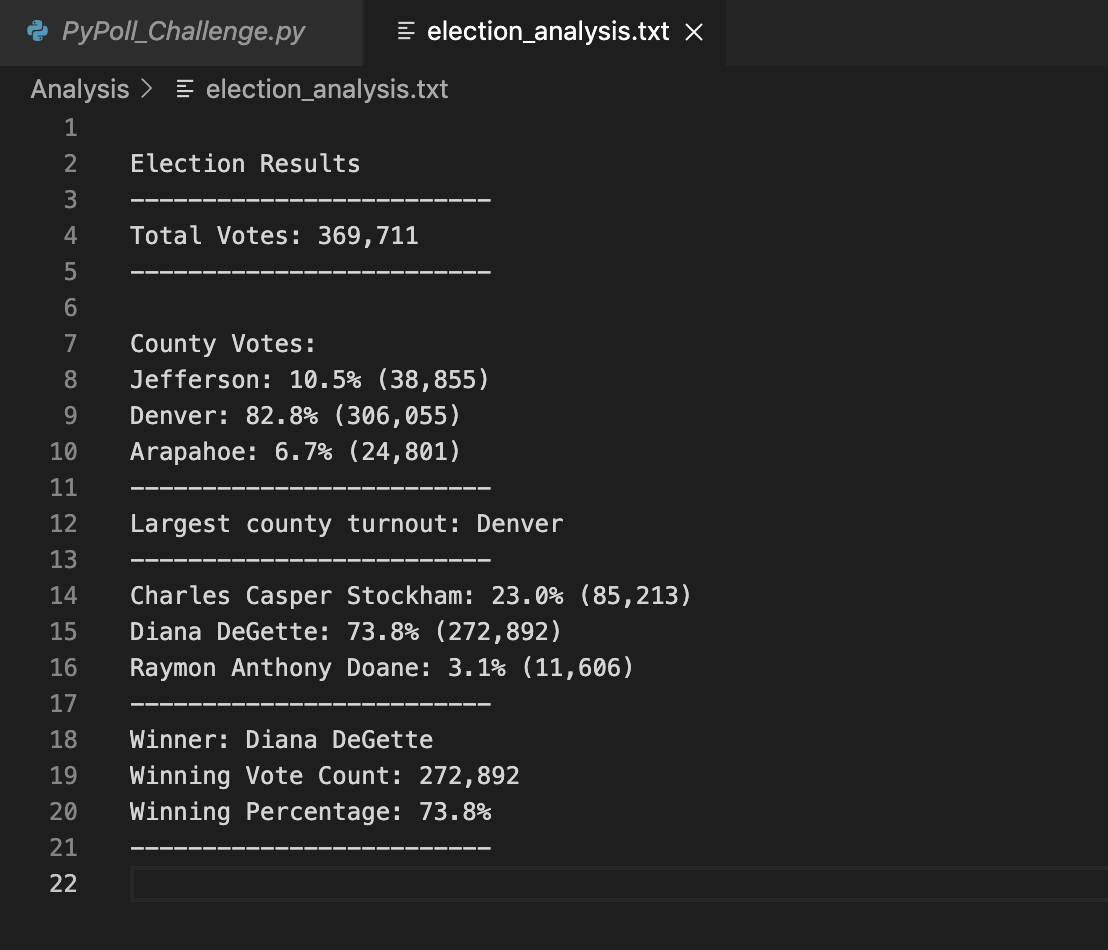 PyPoll_Challenge.py election_analysis.txt
Analysis > election_analysis.txt
1
2 Election Results
3 -------------------------
4 Total Votes: 369,711
5 -------------------------
6
7 County Votes:
8 Jefferson: 10.5% (38,855)
9 Denver: 82.8% (306,055)
10 Arapahoe: 6.7% (24,801)
11 -------------------------
12 Largest county turnout: Denver
13 -------------------------
14 Charles Casper Stockham: 23.0% (85,213)
15 Diana DeGette: 73.8% (272,892)
16 Raymon Anthony Doane: 3.1% (11,606)
17 -------------------------
18 Winner: Diana DeGette
19 Winning Vote Count: 272,892
20 Winning Percentage: 73.8%
21 -------------------------
22